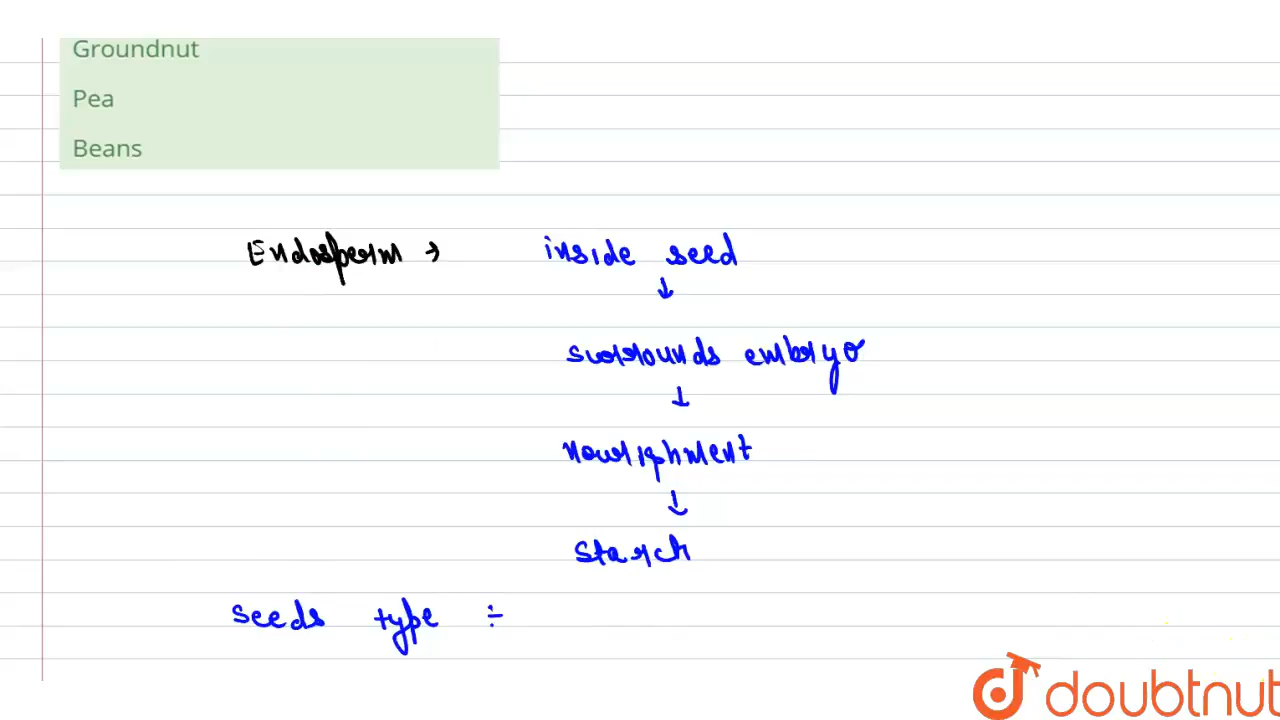 Groundnut
Pea
Beans
Endosperm → inside seed
↓
surrounds embryo
↓
nourishment
↓
starch
seeds type :-
doubtnut